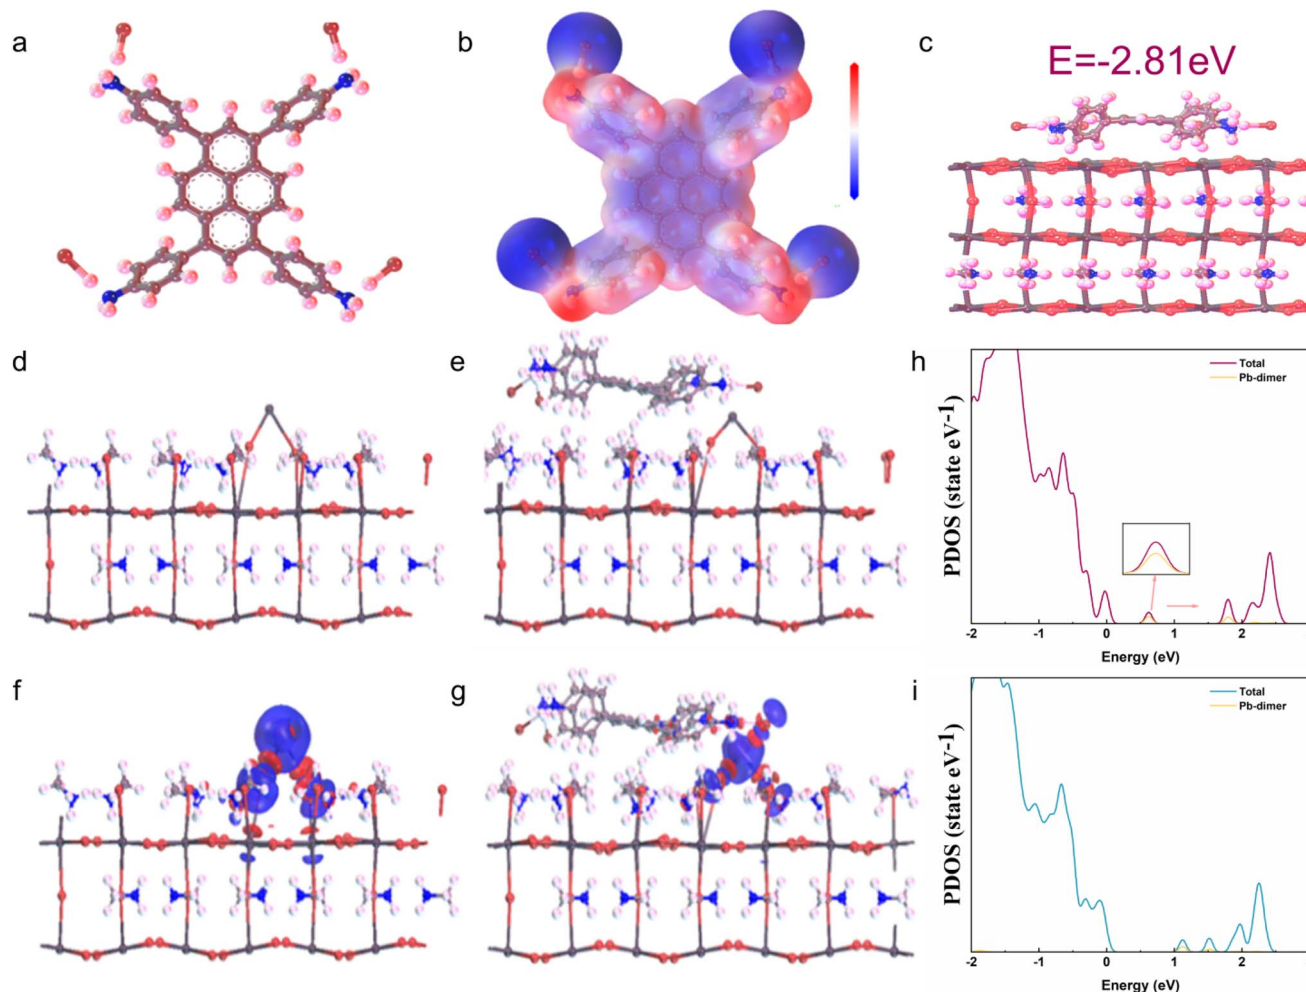 a
b
c
E=-2.81eV
d
e
h
Total
Pb-dimer
PDOS (state eV-1)
-2
-1
0
1
2
Energy (eV)
f
g
i
Total
Pb-dimer
PDOS (state eV-1)
-2
-1
0
1
2
Energy (eV)